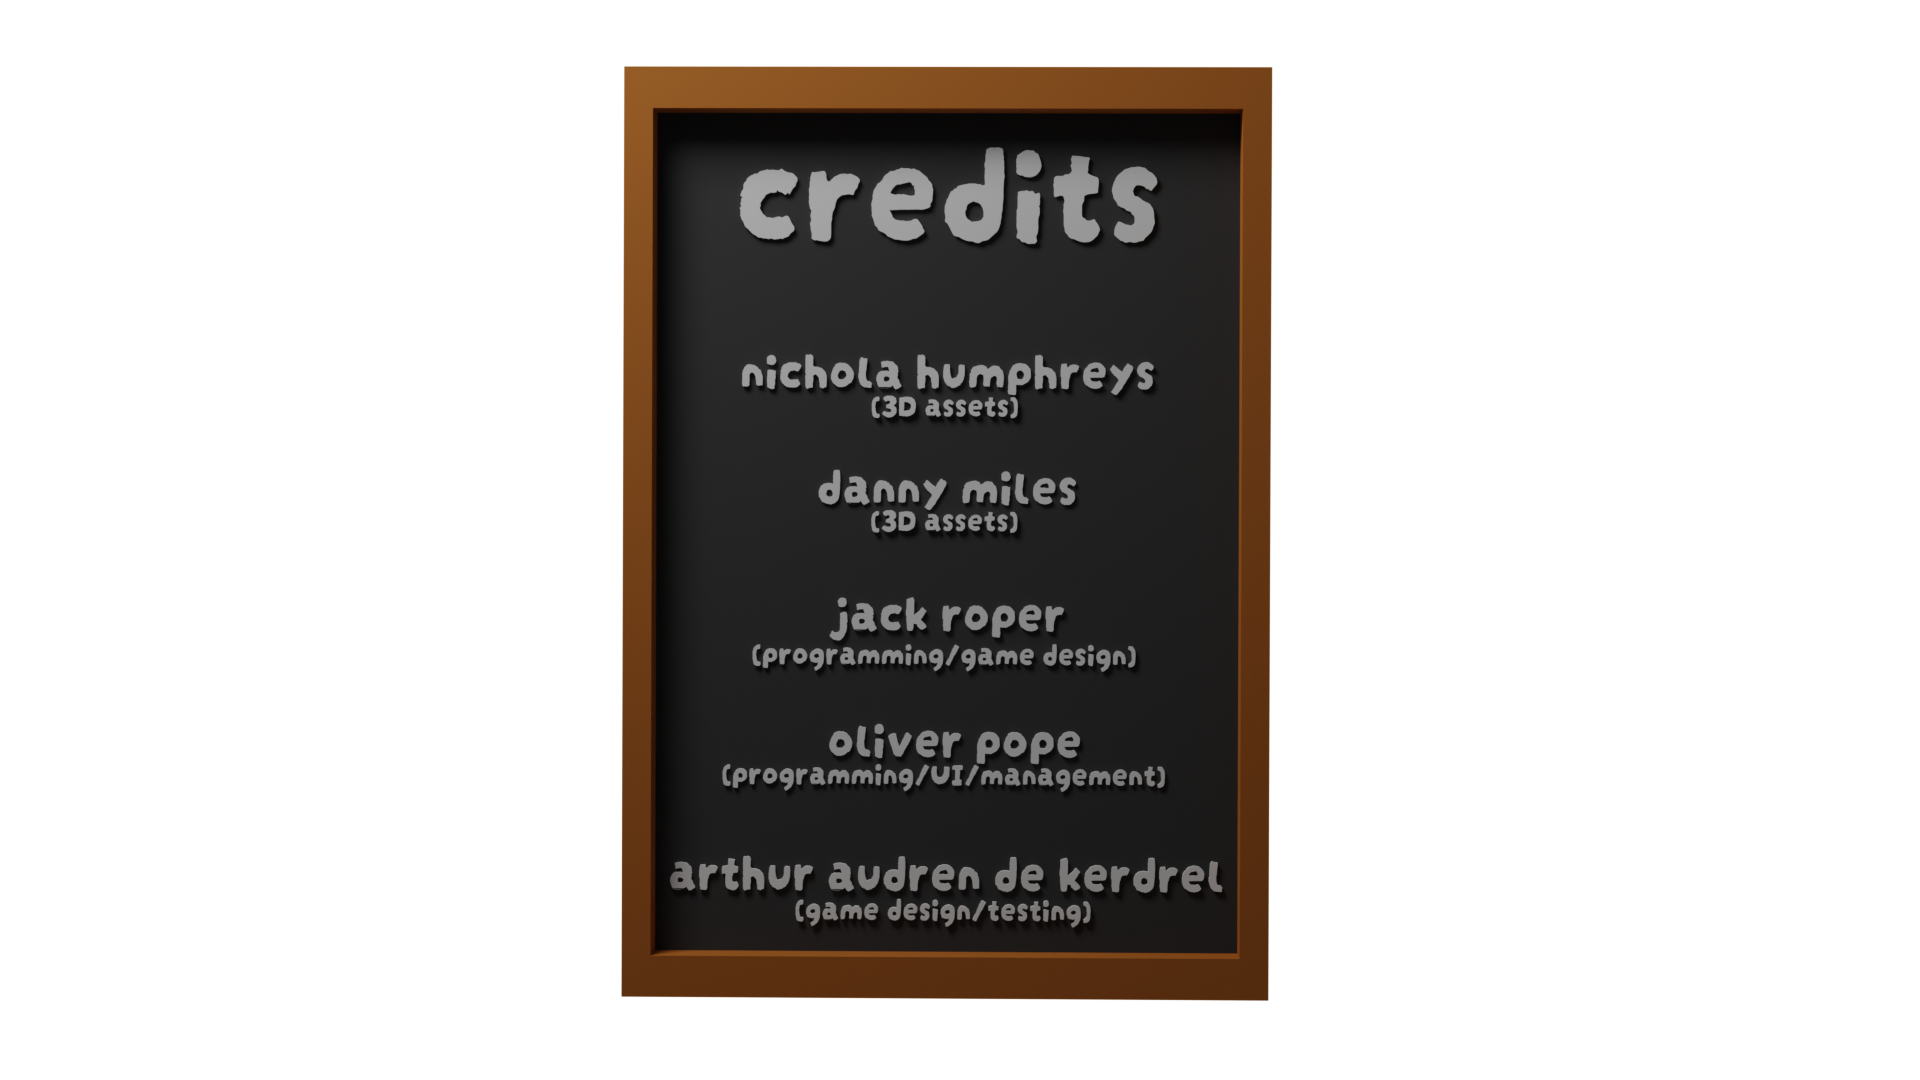 credits
nichola humphreys
(3D assets)
danny miles
(3D assets)
jack roper
(programming/game design)
oliver pope
(programming/UI/management)
arthur audren de kerdrel
(game design/testing)